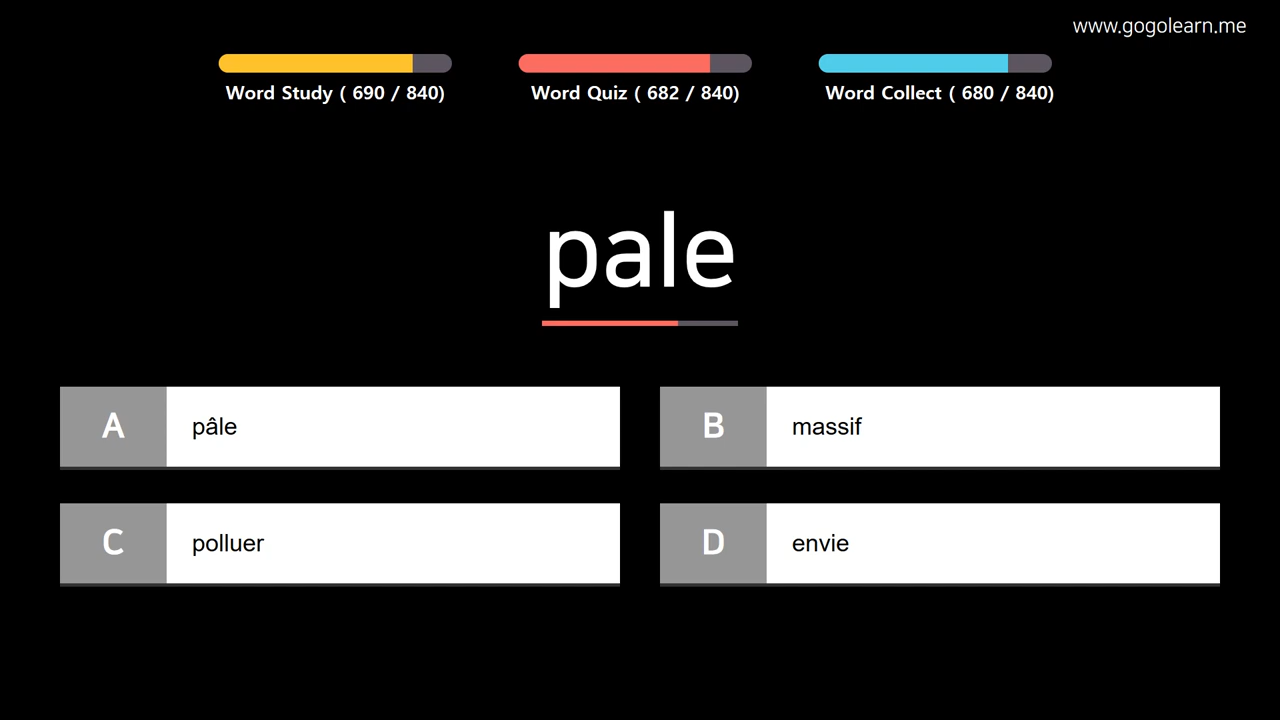 www.gogolearn.me
Word Study ( 690 / 840)
Word Quiz ( 682 / 840)
Word Collect ( 680 / 840)
pale
A pâle
B massif
C polluer
D envie